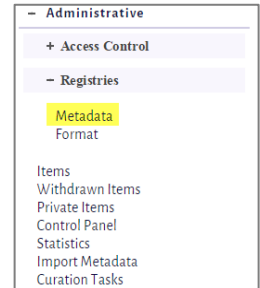 – Administrative
+ Access Control
– Registries
Metadata
Format
Items
Withdrawn Items
Private Items
Control Panel
Statistics
Import Metadata
Curation Tasks